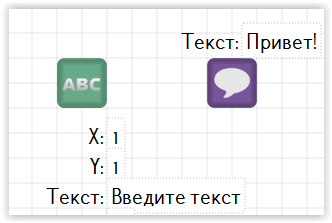 Текст: Привет!
ABC
X: 1
Y: 1
Текст: Введите текст